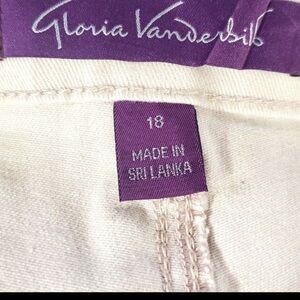 Gloria Vanderbilt
18
MADE IN
SRI LANKA